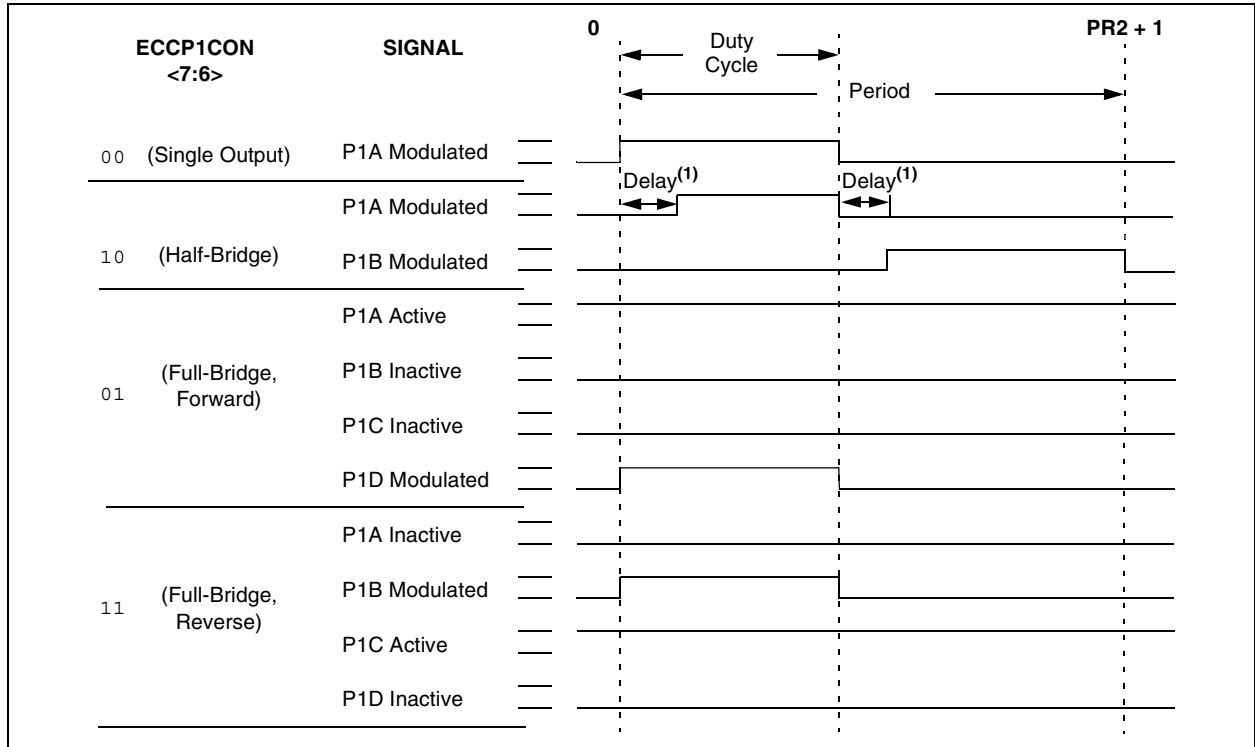 ECCP1CON
<7:6>
SIGNAL
0
Duty
Cycle
PR2 + 1
Period
00 (Single Output) P1A Modulated
Delay(1)
Delay(1)
P1A Modulated
10 (Half-Bridge) P1B Modulated
P1A Active
01 (Full-Bridge,
Forward)
P1B Inactive
P1C Inactive
P1D Modulated
P1A Inactive
11 (Full-Bridge,
Reverse)
P1B Modulated
P1C Active
P1D Inactive